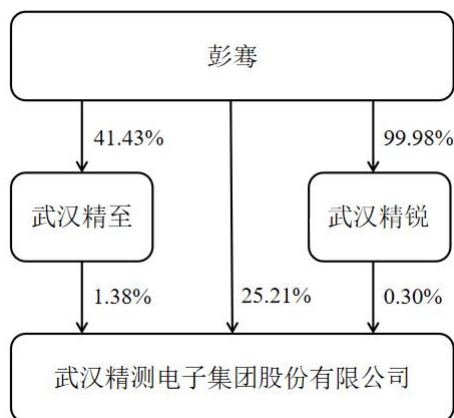 彭骞
41.43%
99.98%
武汉精至
武汉精锐
1.38%
25.21%
0.30%
武汉精测电子集团股份有限公司